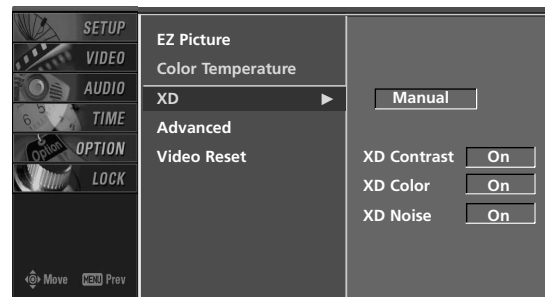 SETUP
VIDEO
AUDIO
TIME
OPTION
LOCK
Move MENU Prev
EZ Picture
Color Temperature
XD ▶
Advanced
Video Reset
Manual
XD Contrast On
XD Color On
XD Noise On